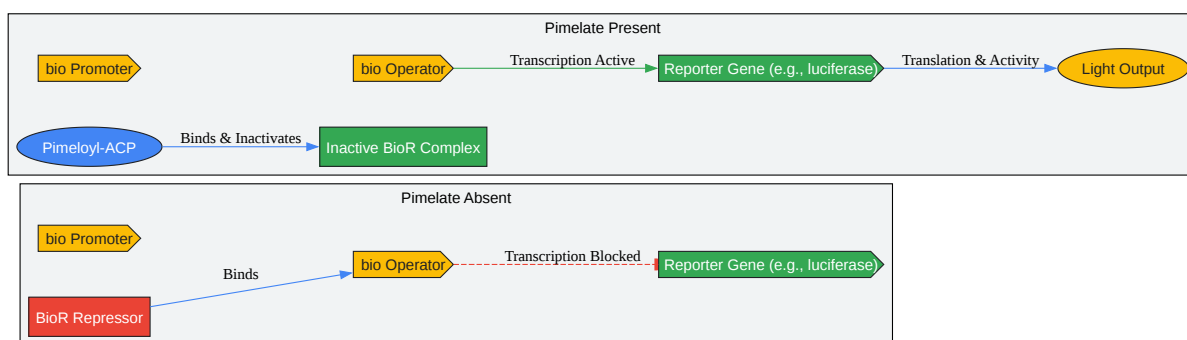 Pimelate Present
bio Promoter
bio Operator
Transcription Active
Reporter Gene (e.g., luciferase)
Translation & Activity
Light Output
Pimeloyl-ACP
Binds & Inactivates
Inactive BioR Complex
Pimelate Absent
bio Promoter
bio Operator
Transcription Blocked
Reporter Gene (e.g., luciferase)
Binds
BioR Repressor